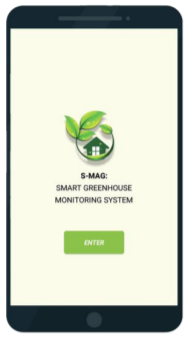 S-MAG:
SMART GREENHOUSE
MONITORING SYSTEM
ENTER